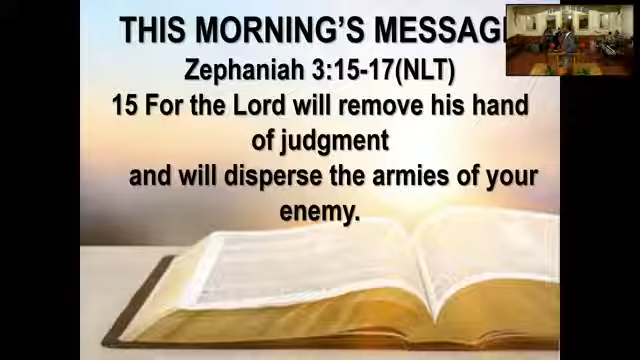 THIS MORNING'S MESSAG
Zephaniah 3:15-17(NLT)
15 For the Lord will remove his hand
of judgment
and will disperse the armies of your
enemy.